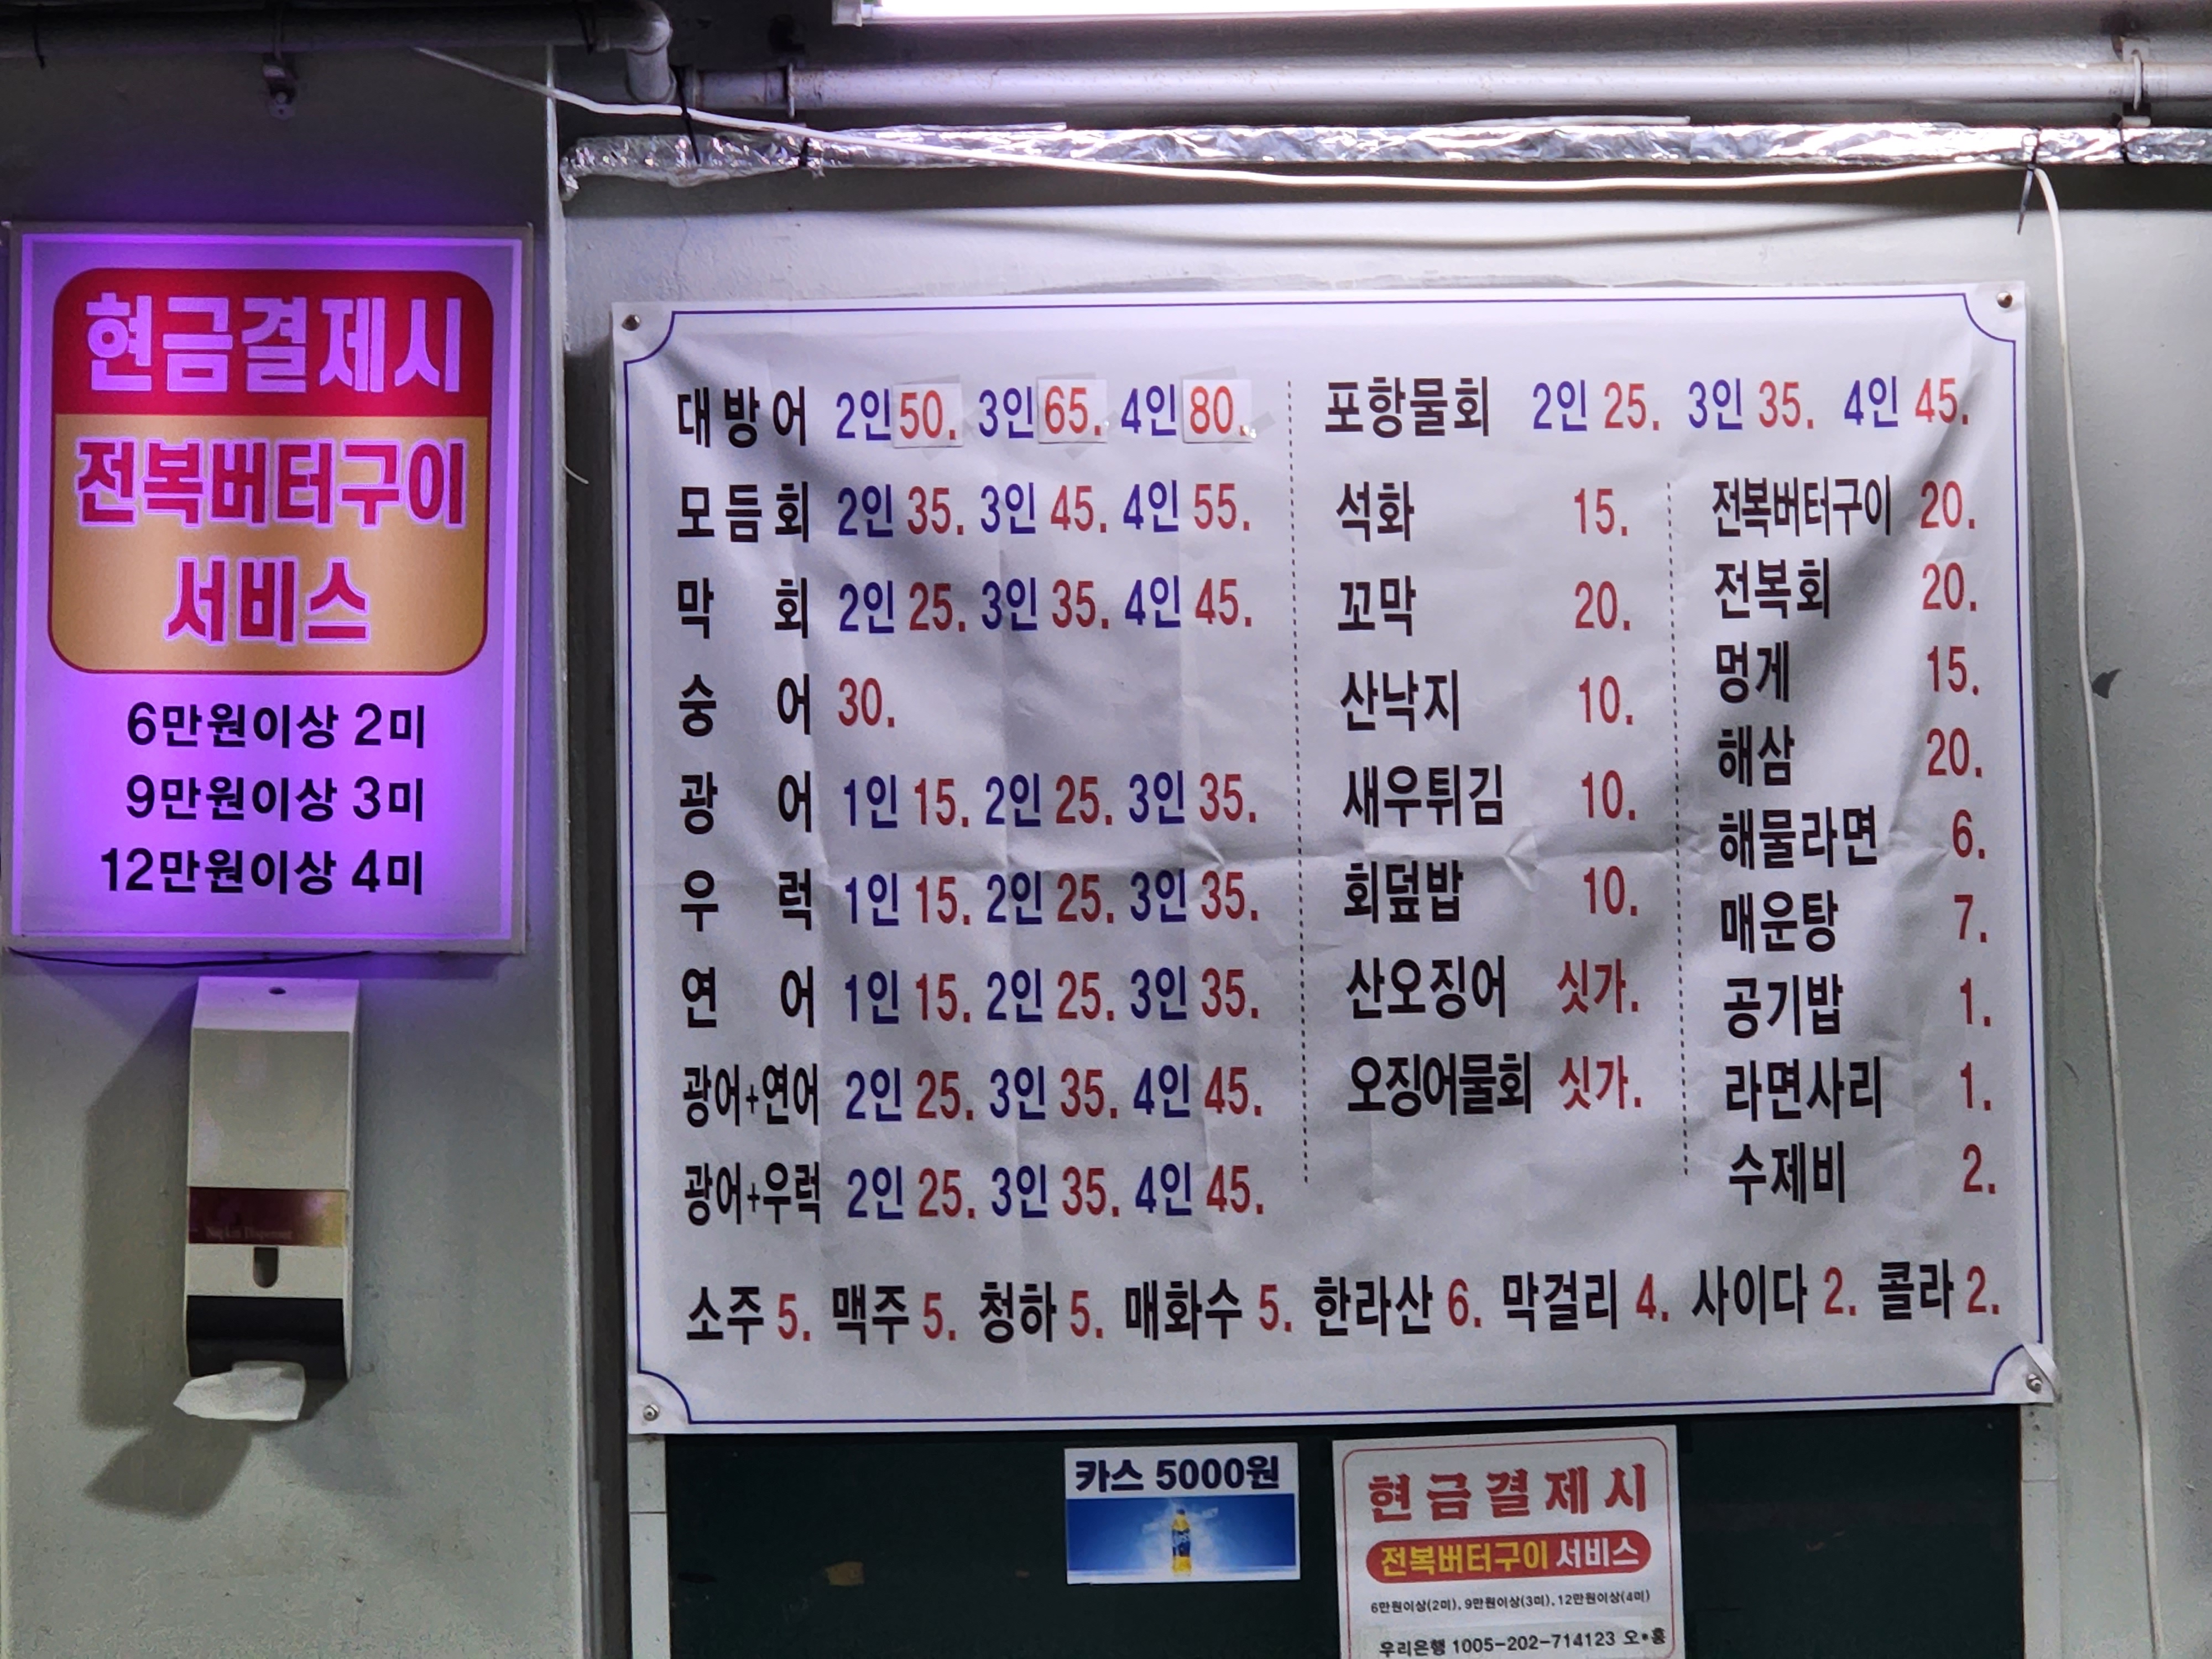 현금결제시
전복버터구이
서비스
6만원이상 2미
9만원이상 3미
12만원이상 4미
대방어 2인 50. 3인 65. 4인 80.
모듬회 2인 35. 3인 45. 4인 55.
막회 2인 25. 3인 35. 4인 45.
숭어 30.
광어 1인 15. 2인 25. 3인 35.
우럭 1인 15. 2인 25. 3인 35.
연어 1인 15. 2인 25. 3인 35.
광어+연어 2인 25. 3인 35. 4인 45.
광어+우럭 2인 25. 3인 35. 4인 45.
포항물회 2인 25. 3인 35. 4인 45.
석화 15.
꼬막 20.
산낙지 10.
새우튀김 10.
회덮밥 10.
산오징어 싯가.
오징어물회 싯가.
전복버터구이 20.
전복회 20.
멍게 15.
해삼 20.
해물라면 6.
매운탕 7.
공기밥 1.
라면사리 1.
수제비 2.
소주 5. 맥주 5. 청하 5. 매화수 5. 한라산 6. 막걸리 4. 사이다 2. 콜라 2.
Napkin Dispenser
카스 5000원
현금결제시
전복버터구이 서비스
6만원이상(2미), 9만원이상(3미), 12만원이상(4미)
우리은행 1005-202-714123 오*홍